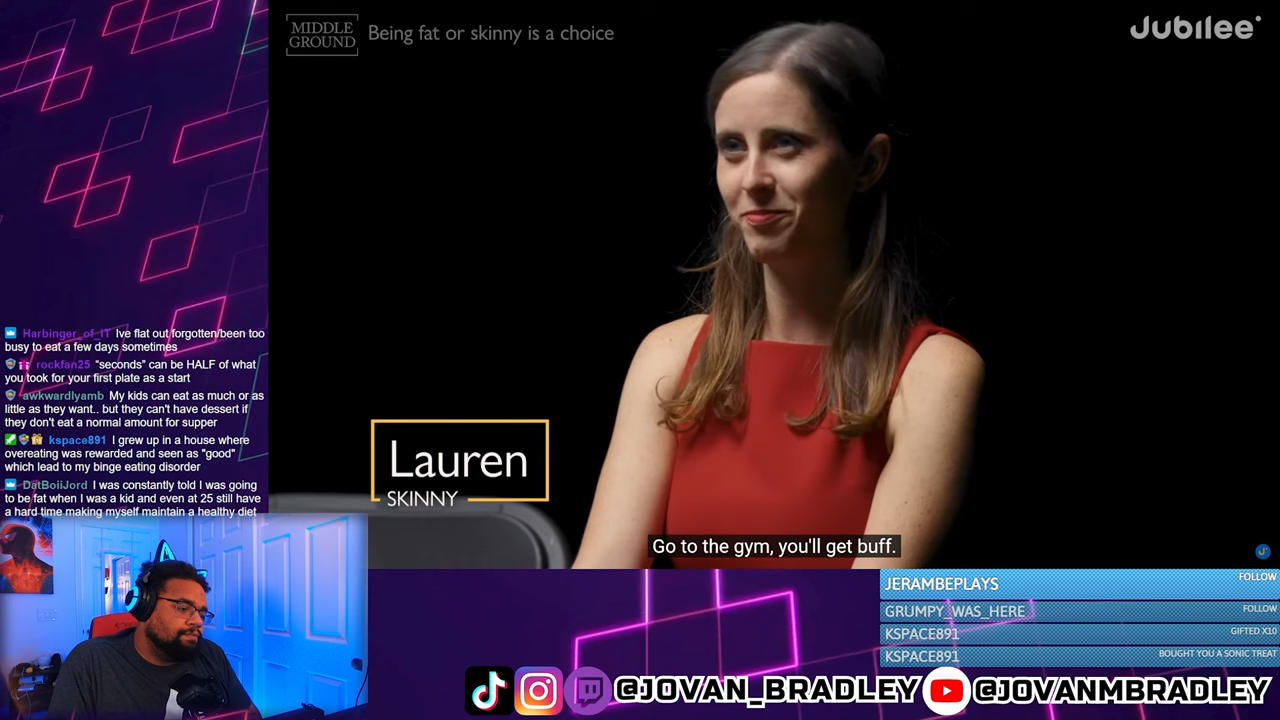 MIDDLE
GROUND
Being fat or skinny is a choice
Jubilee
Harbinger_of_IT Ive flat out forgotten/been too
busy to eat a few days sometimes
rockfan25 "seconds" can be HALF of what
you took for your first plate as a start
awkwardlyamb My kids can eat as much or as
little as they want.. but they can't have dessert if
they don't eat a normal amount for supper
kspace891 I grew up in a house where
overeating was rewarded and seen as "good"
which lead to my binge eating disorder
DatBoiiJord I was constantly told I was going
to be fat when I was a kid and even at 25 still have
a hard time making myself maintain a healthy diet
Lauren
SKINNY
Go to the gym, you'll get buff.
JERAMBEPLAYS FOLLOW
GRUMPY_WAS_HERE FOLLOW
KSPACE891 GIFTED X10
KSPACE891 BOUGHT YOU A SONIC TREAT
@JOVAN_BRADLEY @JOVANMBRADLEY